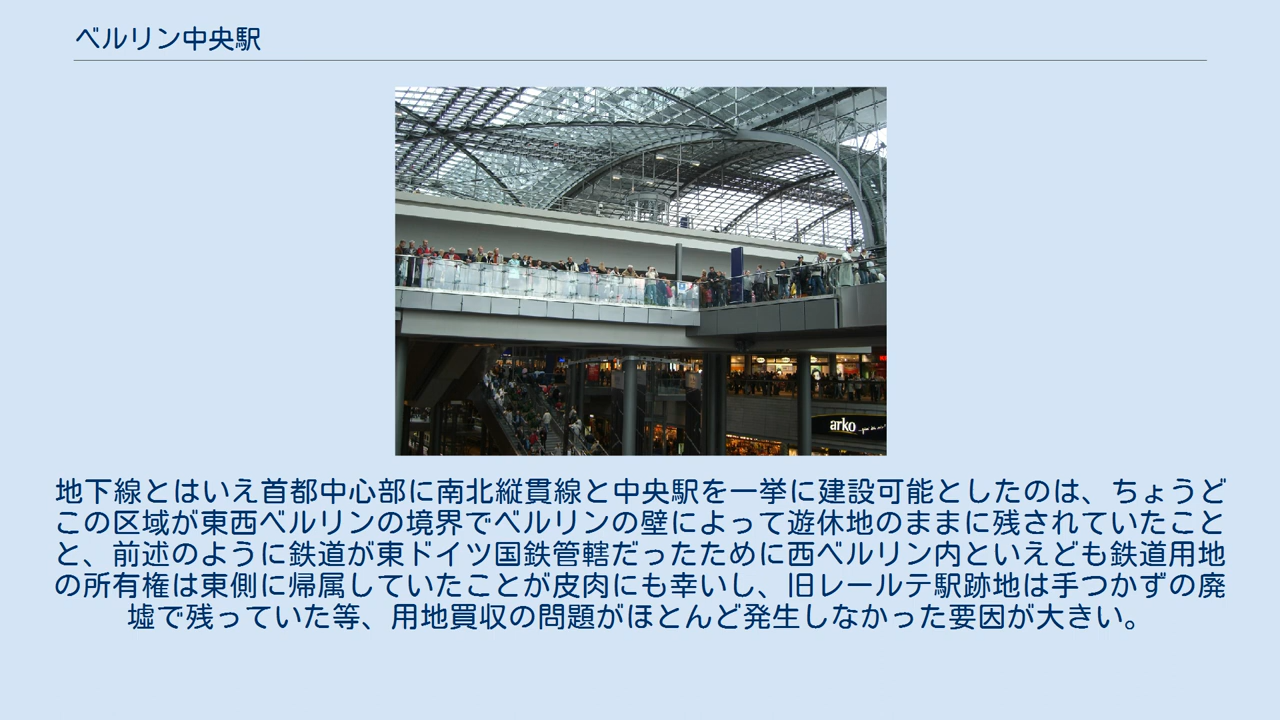 ベルリン中央駅
arko
地下線とはいえ首都中心部に南北縦貫線と中央駅を一挙に建設可能としたのは、ちょうど
この区域が東西ベルリンの境界でベルリンの壁によって遊休地のままに残されていたこと
と、前述のように鉄道が東ドイツ国鉄管轄だったために西ベルリン内といえども鉄道用地
の所有権は東側に帰属していたことが皮肉にも幸いし、旧レールテ駅跡地は手つかずの廃
墟で残っていた等、用地買収の問題がほとんど発生しなかった要因が大きい。